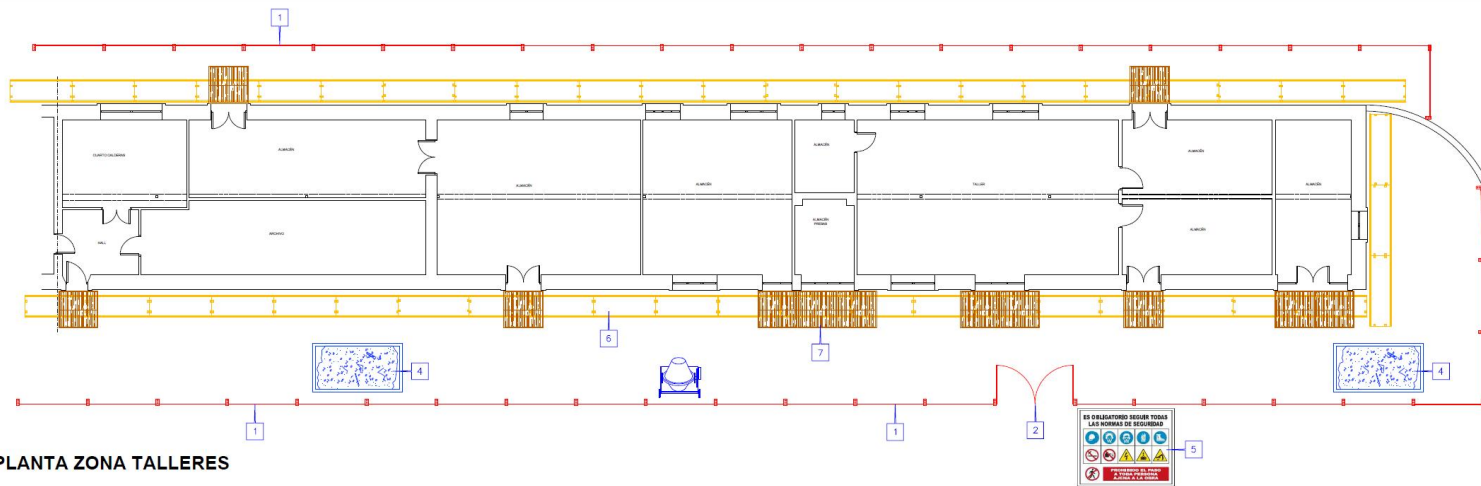 1
CUARTO CALDERAS
ALMACÉN
ALMACÉN
ALMACÉN
ALMACÉN
TALLER
ALMACÉN
ALMACÉN
HALL
ARCHIVO
ALMACÉN
PRENSA
ALMACÉN
6
7
4
4
1
1
2
ES OBLIGATORIO SEGUIR TODAS
LAS NORMAS DE SEGURIDAD
PROHIBIDO EL PASO
A TODA PERSONA
AJENA A LA OBRA
5
PLANTA ZONA TALLERES